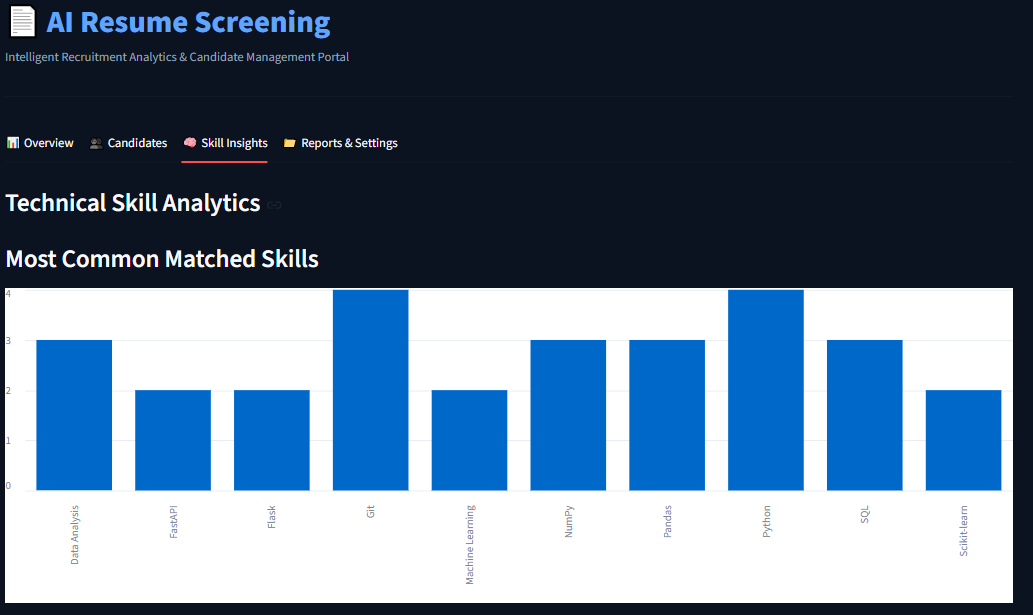 AI Resume Screening
Intelligent Recruitment Analytics & Candidate Management Portal
Overview Candidates Skill Insights Reports & Settings
Technical Skill Analytics
Most Common Matched Skills
4
3
2
1
0
Data Analysis
FastAPI
Flask
Git
Machine Learning
NumPy
Pandas
Python
SQL
Scikit-learn